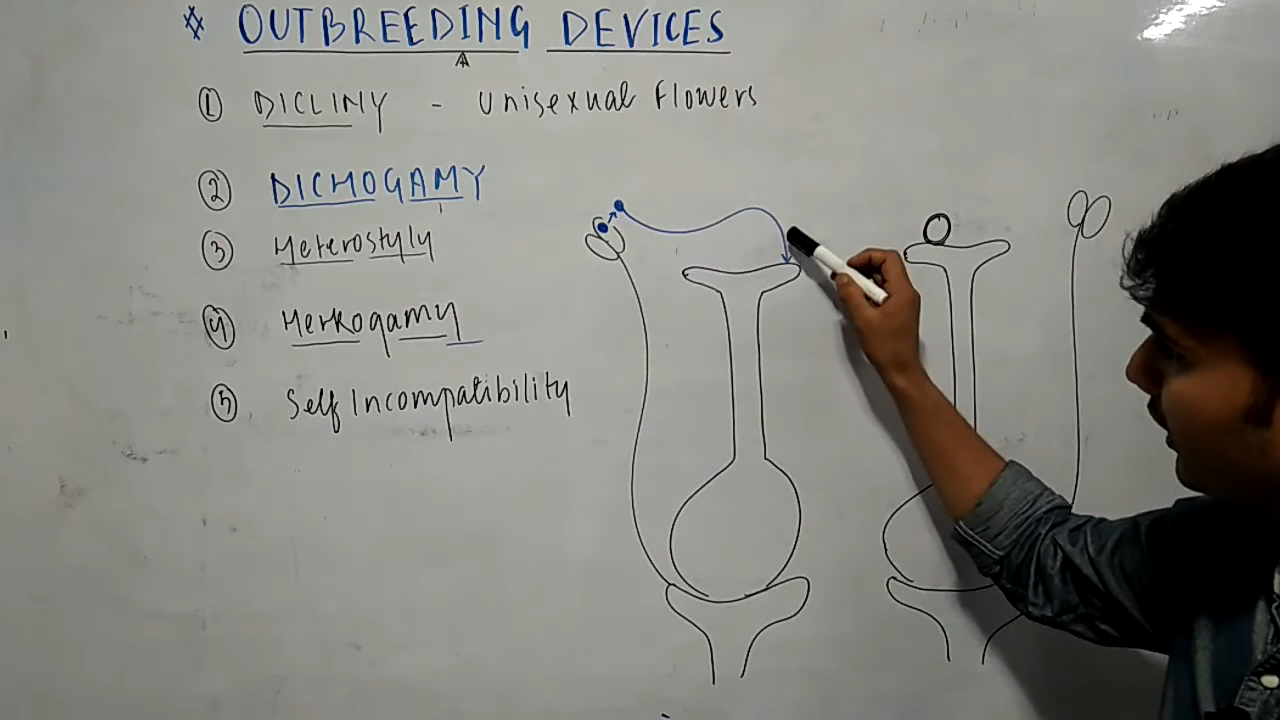 * OUTBREEDING DEVICES
① DICLINY - Unisexual Flowers
② DICHOGAMY
③ Heterostyly
④ Herkogamy
⑤ Self Incompatibility